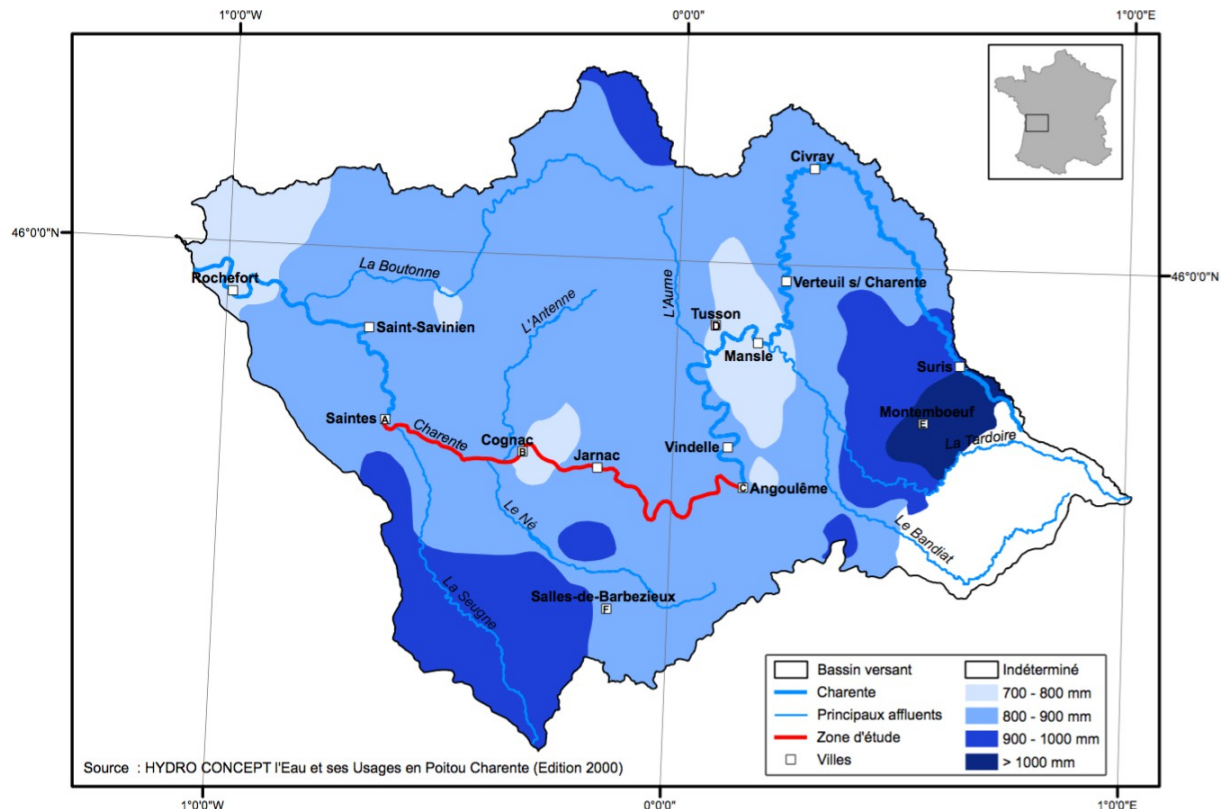 1°0'0"W
0°0'0"
1°0'0"E
46°0'0"N
46°0'0"N
Civray
La Boutonne
Rochefort
L'Aume
Verteuil s/ Charente
L'Antenne
Tusson
D
Saint-Savinien
Mansle
Suris
Montemboeuf
E
Saintes
A
Charente
Cognac
B
La Tardoire
Vindelle
Jarnac
C
Angoulême
Le Né
Le Bandiat
La Seugne
Salles-de-Barbezieux
F
Bassin versant
Charente
Principaux affluents
Zone d'étude
Villes
Indéterminé
700 - 800 mm
800 - 900 mm
900 - 1000 mm
> 1000 mm
Source : HYDRO CONCEPT l'Eau et ses Usages en Poitou Charente (Edition 2000)
1°0'0"W
0°0'0"
1°0'0"E